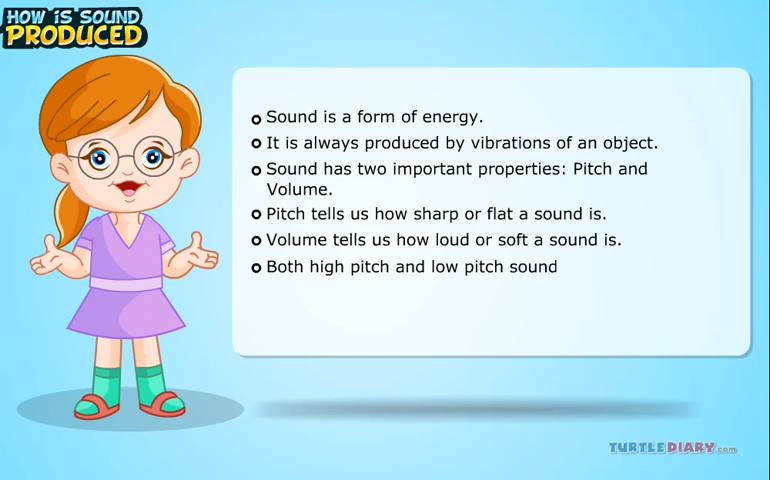 HOW IS SOUND
PRODUCED
Sound is a form of energy.
It is always produced by vibrations of an object.
Sound has two important properties: Pitch and
Volume.
Pitch tells us how sharp or flat a sound is.
Volume tells us how loud or soft a sound is.
Both high pitch and low pitch sound
TURTLEDIARY.com